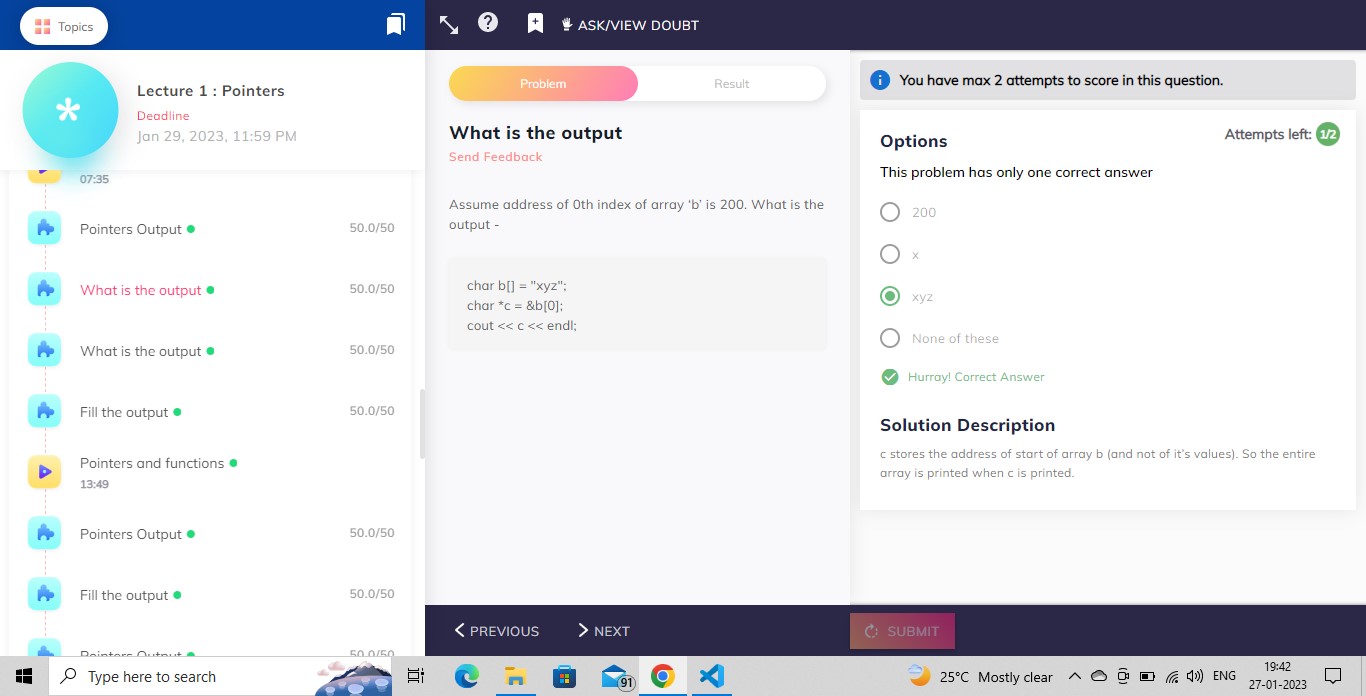 Topics
Lecture 1 : Pointers
Deadline
Jan 29, 2023, 11:59 PM
07:35
Pointers Output
50.0/50
What is the output
50.0/50
What is the output
50.0/50
Fill the output
50.0/50
Pointers and functions
13:49
Pointers Output
50.0/50
Fill the output
50.0/50
Pointers Output
50.0/50
ASK/VIEW DOUBT
Problem
Result
What is the output
Send Feedback
Assume address of 0th index of array ‘b’ is 200. What is the
output -
char b[] = "xyz";
char *c = &b[0];
cout << c << endl;
PREVIOUS
NEXT
You have max 2 attempts to score in this question.
Options
Attempts left: 1/2
This problem has only one correct answer
200
x
xyz
None of these
Hurray! Correct Answer
Solution Description
c stores the address of start of array b (and not of it’s values). So the entire
array is printed when c is printed.
SUBMIT
Type here to search
91
25°C Mostly clear
ENG
19:42
27-01-2023